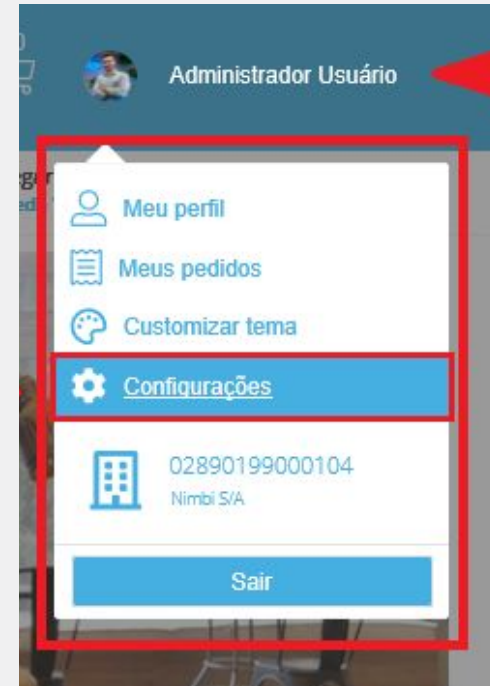 Administrador Usuário
Meu perfil
Meus pedidos
Customizar tema
Configurações
02890199000104
Nimbi S/A
Sair